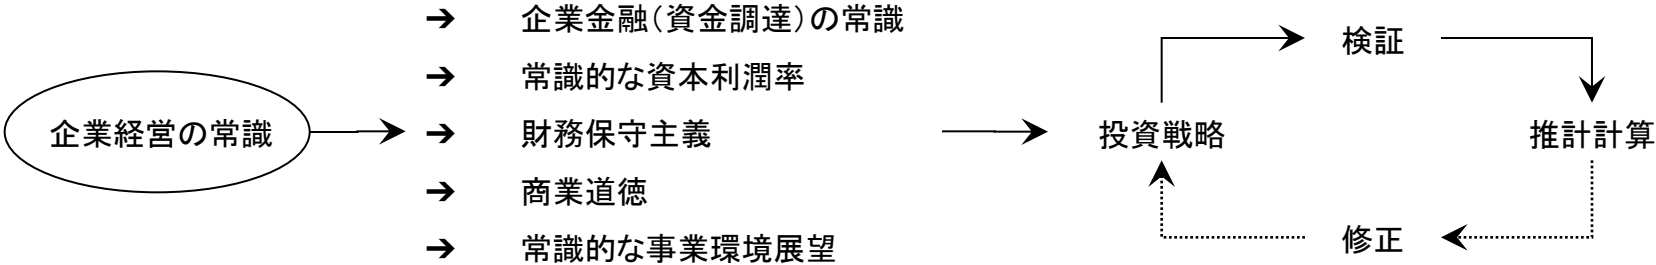 企業経営の常識
➔ 企業金融（資金調達）の常識
➔ 常識的な資本利潤率
➔ 財務保守主義
➔ 商業道徳
➔ 常識的な事業環境展望
検証
投資戦略
推計計算
修正